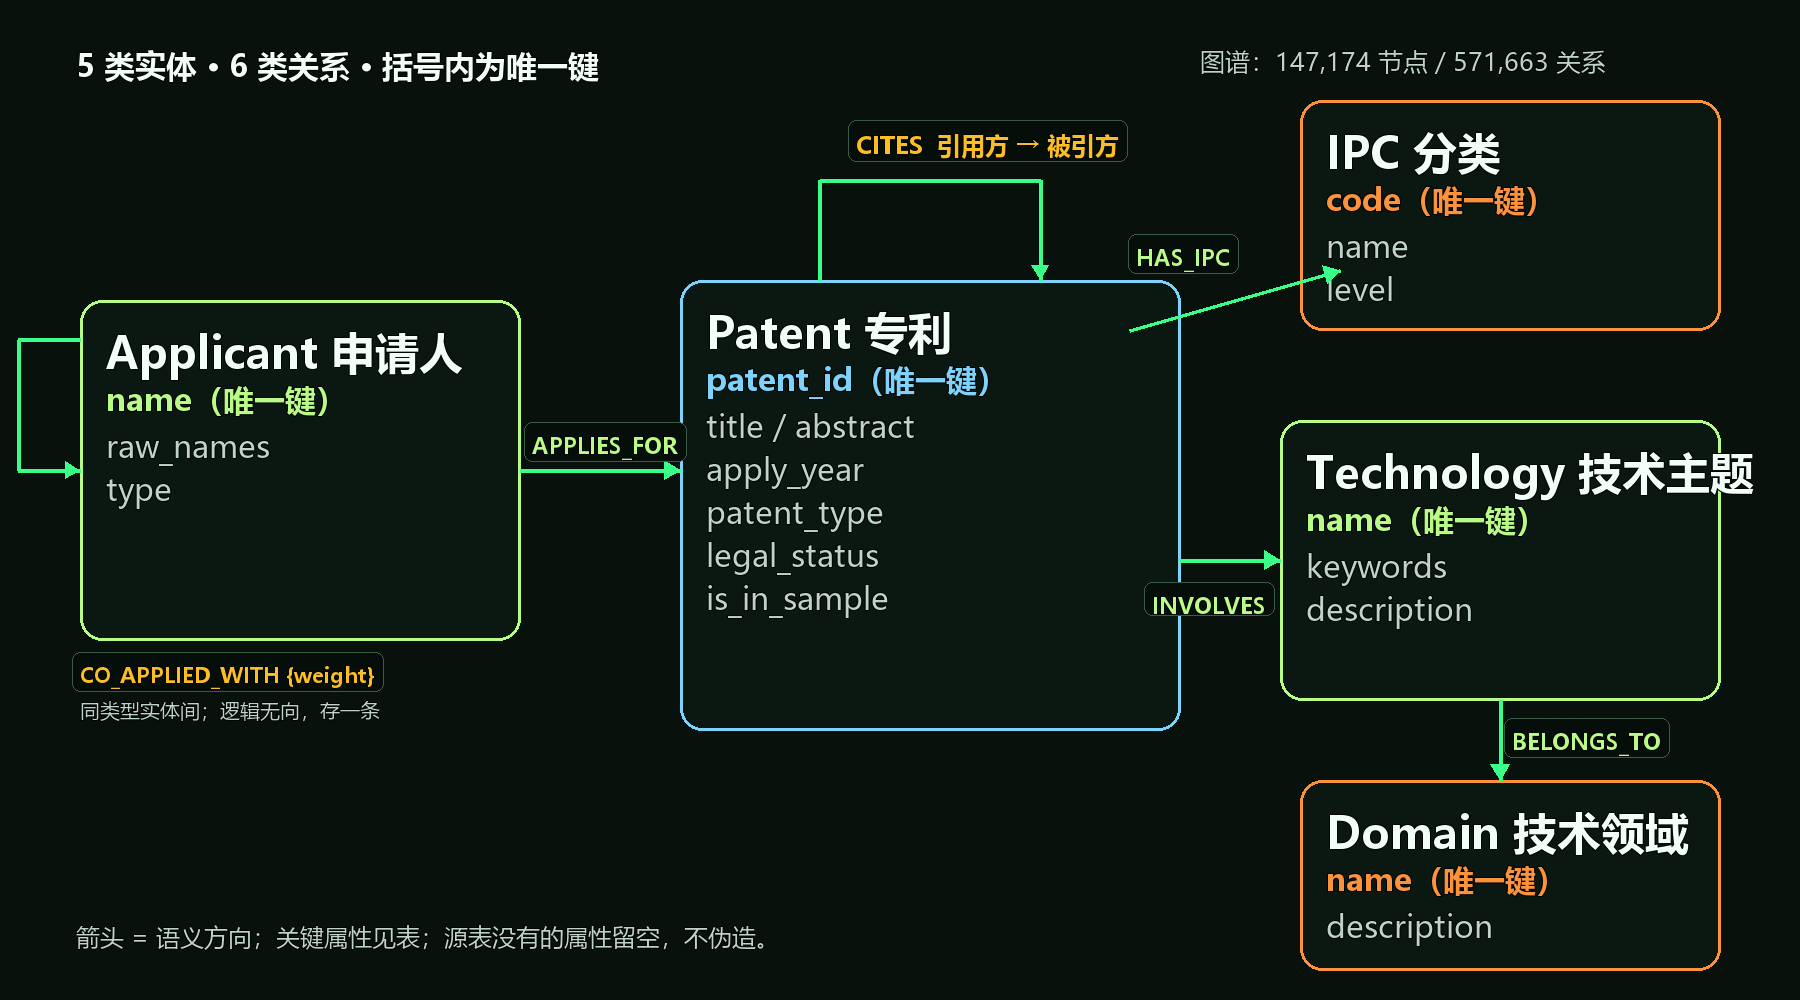 5 类实体 • 6 类关系 • 括号内为唯一键
图谱：147,174 节点 / 571,663 关系
CITES 引用方 → 被引方
IPC 分类
code（唯一键）
name
level
HAS_IPC
Applicant 申请人
name（唯一键）
raw_names
type
APPLIES_FOR
Patent 专利
patent_id（唯一键）
title / abstract
apply_year
patent_type
legal_status
is_in_sample
Technology 技术主题
name（唯一键）
keywords
description
INVOLVES
CO_APPLIED_WITH {weight}
同类型实体间；逻辑无向，存一条
BELONGS_TO
Domain 技术领域
name（唯一键）
description
箭头 = 语义方向；关键属性见表；源表没有的属性留空，不伪造。